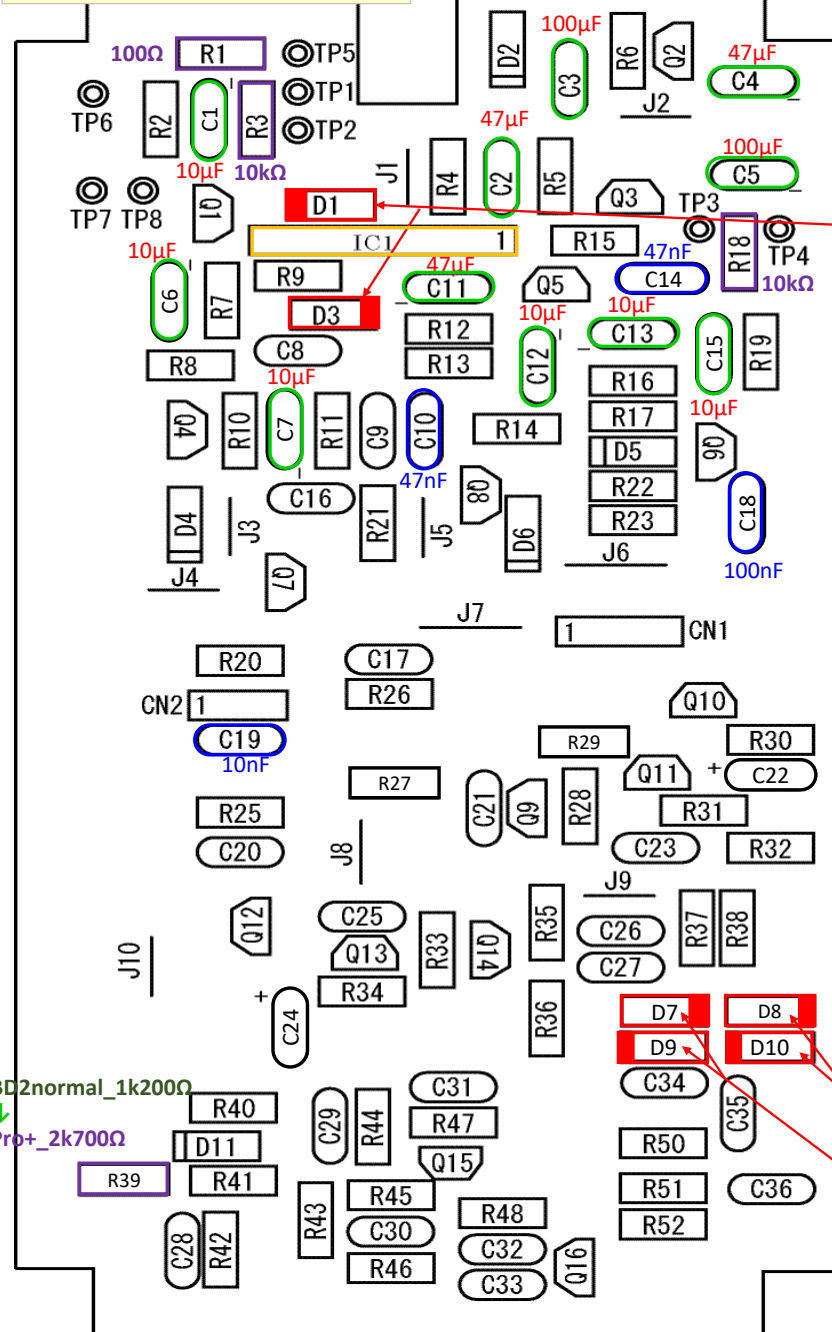 100µF
100Ω
R1
TP5
D2
R6
Q2
47µF
C3
C4
TP6
R2
C1
R3
TP1
TP2
J2
47µF
10µF
10kΩ
J1
R4
C2
R5
100µF
C5
TP7
TP8
Q1
D1
Q3
TP3
IC1
1
R15
47nF
R18
TP4
10µF
C6
R7
R9
47µF
C11
Q5
C14
10kΩ
D3
10µF
10µF
R12
C13
C15
R19
R8
C8
R13
C12
10µF
R16
10µF
Q4
R10
C7
R11
C9
C10
R14
R17
D5
Q6
47nF
C16
Q8
R22
C18
D4
J3
R21
J5
D6
R23
J6
100nF
J4
Q7
J7
1
CN1
R20
C17
R26
CN2
1
Q10
C19
10nF
R29
R30
R27
Q11
+
C22
C21
Q9
R28
R31
R25
C20
J8
C23
R32
J9
Q12
C25
R33
Q14
R35
C26
R37
R38
J10
Q13
C27
+
R34
C24
R36
D7
D8
D9
D10
C34
C35
BD2normal_1k200Ω
↓
Pro+_2k700Ω
R40
C29
R44
C31
R47
D11
Q15
R50
R39
R41
R43
R45
R51
C36
C28
R42
C30
R48
R52
R46
C32
C33
Q16